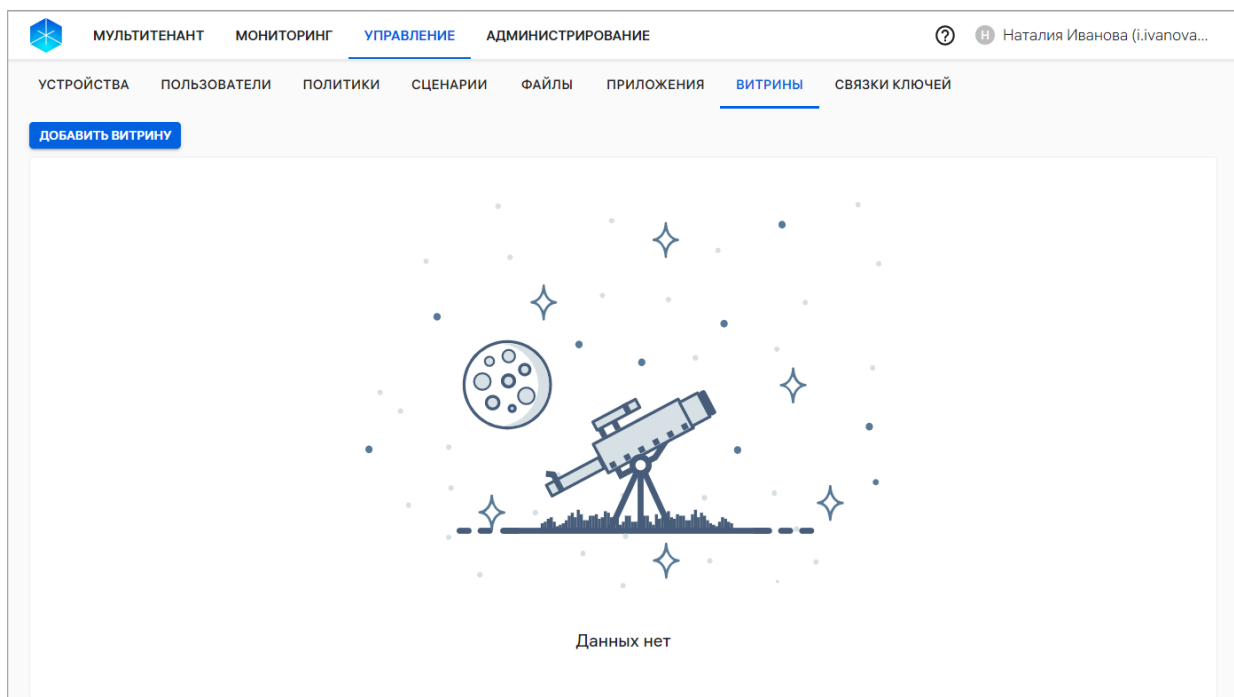 МУЛЬТИТЕНАНТ МОНИТОРИНГ УПРАВЛЕНИЕ АДМИНИСТРИРОВАНИЕ ? Н Наталия Иванова (i.ivanova...
УСТРОЙСТВА ПОЛЬЗОВАТЕЛИ ПОЛИТИКИ СЦЕНАРИИ ФАЙЛЫ ПРИЛОЖЕНИЯ ВИТРИНЫ СВЯЗКИ КЛЮЧЕЙ
ДОБАВИТЬ ВИТРИНУ
Данных нет